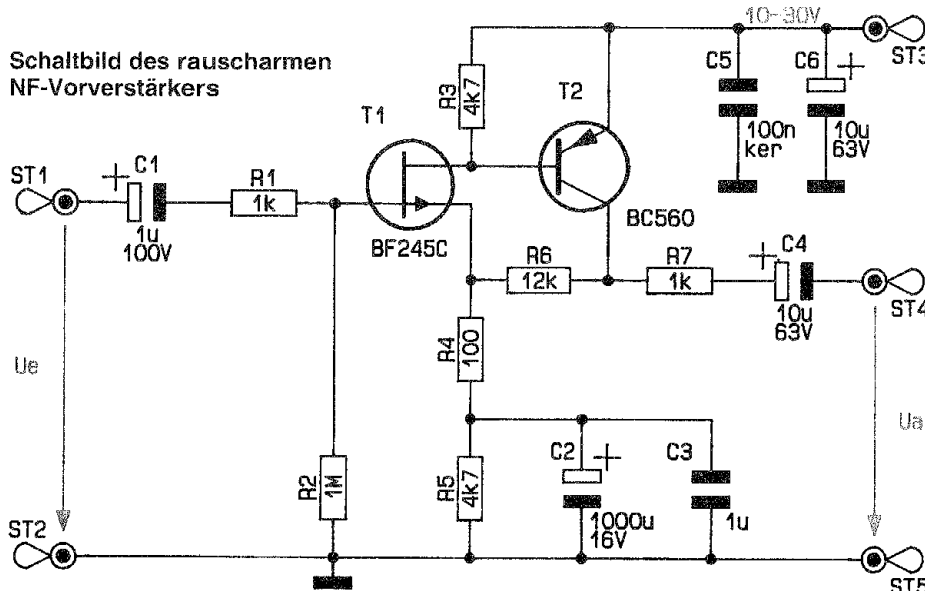 Schaltbild des rauscharmen
NF-Vorverstärkers
10-30V
ST3
C5
C6
+
100n
ker
10u
63V
R3
4k7
T1
T2
ST1
+
C1
1u
100V
R1
1k
BF245C
BC560
R6
12k
R7
1k
+
C4
10u
63V
ST4
Ue
R4
100
Ua
R2
1M
R5
4k7
C2
+
1000u
16V
C3
1u
ST2
ST5